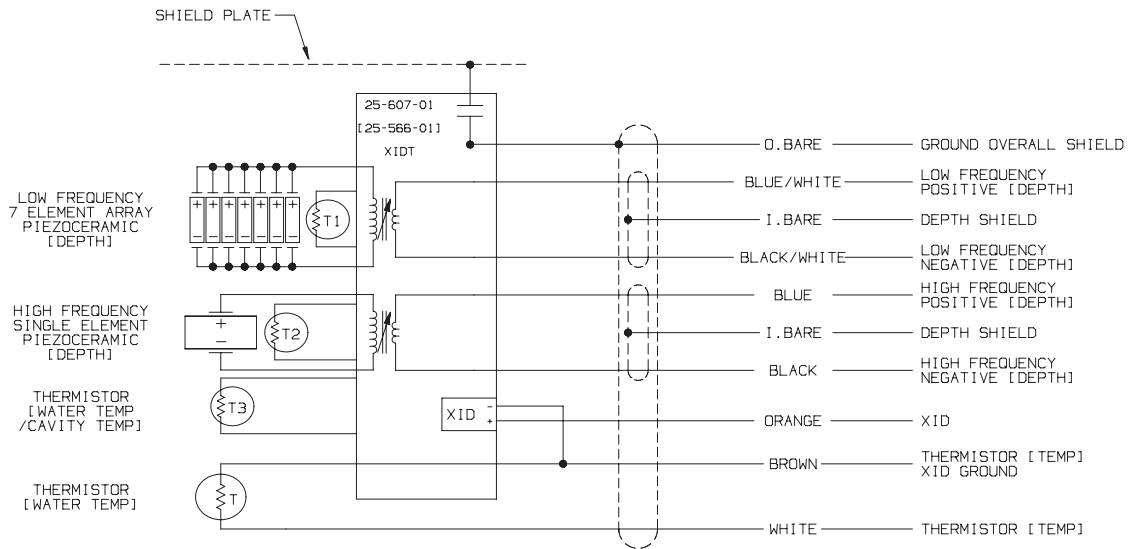 SHIELD PLATE
25-607-01
[25-566-01]
XIDT
O.BARE
GROUND OVERALL SHIELD
LOW FREQUENCY
7 ELEMENT ARRAY
PIEZOCERAMIC
[DEPTH]
+ + + + + + +
- - - - - - -
T1
BLUE/WHITE
LOW FREQUENCY
POSITIVE [DEPTH]
I.BARE
DEPTH SHIELD
BLACK/WHITE
LOW FREQUENCY
NEGATIVE [DEPTH]
HIGH FREQUENCY
SINGLE ELEMENT
PIEZOCERAMIC
[DEPTH]
+
-
T2
BLUE
HIGH FREQUENCY
POSITIVE [DEPTH]
I.BARE
DEPTH SHIELD
BLACK
HIGH FREQUENCY
NEGATIVE [DEPTH]
THERMISTOR
[WATER TEMP
/CAVITY TEMP]
T3
XID
-
+
ORANGE
XID
BROWN
THERMISTOR [TEMP]
XID GROUND
THERMISTOR
[WATER TEMP]
T
WHITE
THERMISTOR [TEMP]